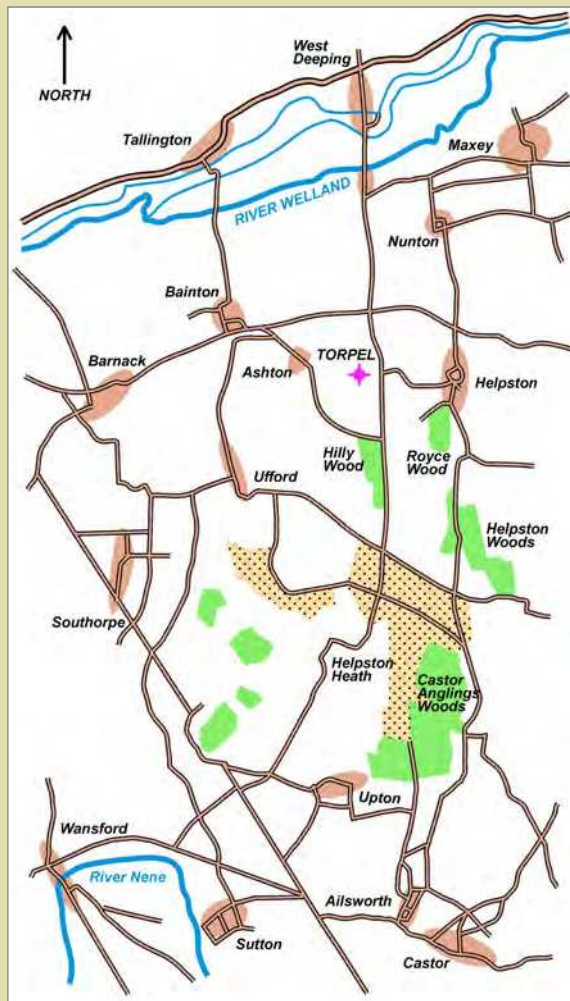 West
Deeping
NORTH
Tallington
Maxey
RIVER WELLAND
Nunton
Bainton
Barnack
Ashton
TORPEL
Helpston
Hilly
Wood
Royce
Wood
Ufford
Helpston
Woods
Southorpe
Helpston
Heath
Castor
Anglings
Woods
Upton
Wansford
River Nene
Ailsworth
Sutton
Castor